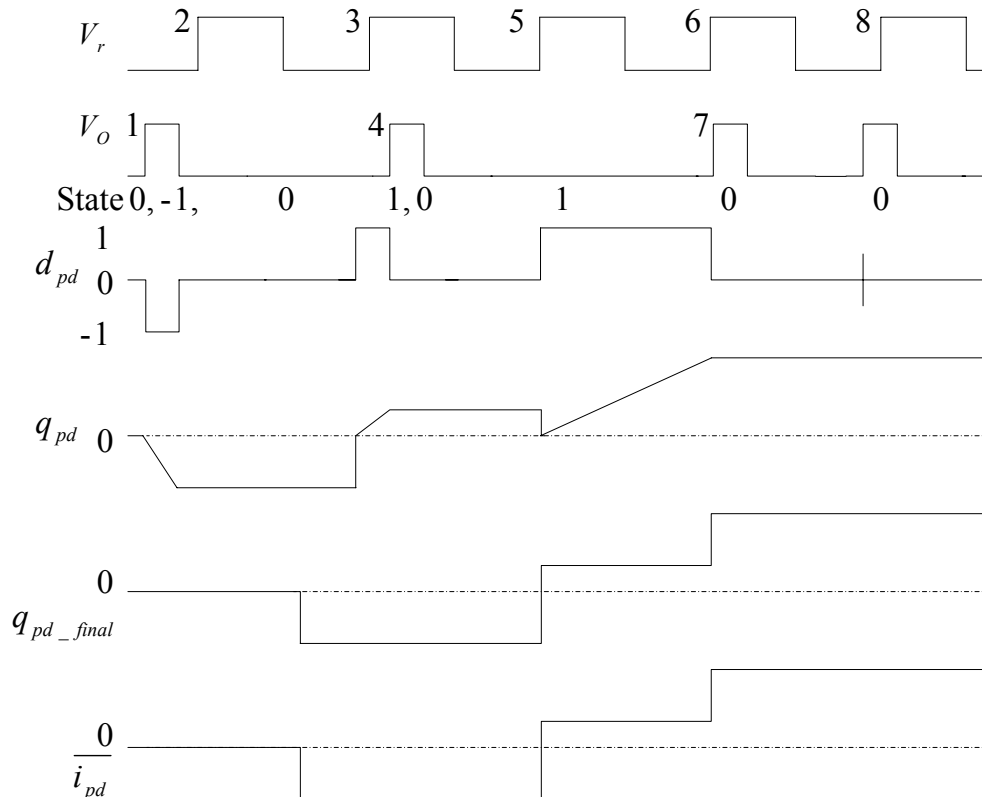 V_r 2 3 5 6 8
V_O 1 4 7
State 0, -1, 0 1, 0 1 0 0
1
d_pd 0
-1
q_pd 0
0
q_pd_final
0
i_pd